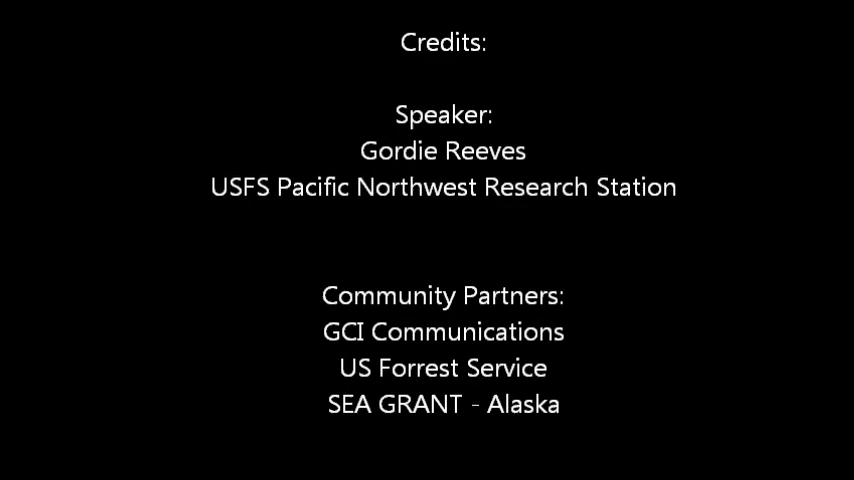 Credits:
Speaker:
Gordie Reeves
USFS Pacific Northwest Research Station
Community Partners:
GCI Communications
US Forrest Service
SEA GRANT - Alaska